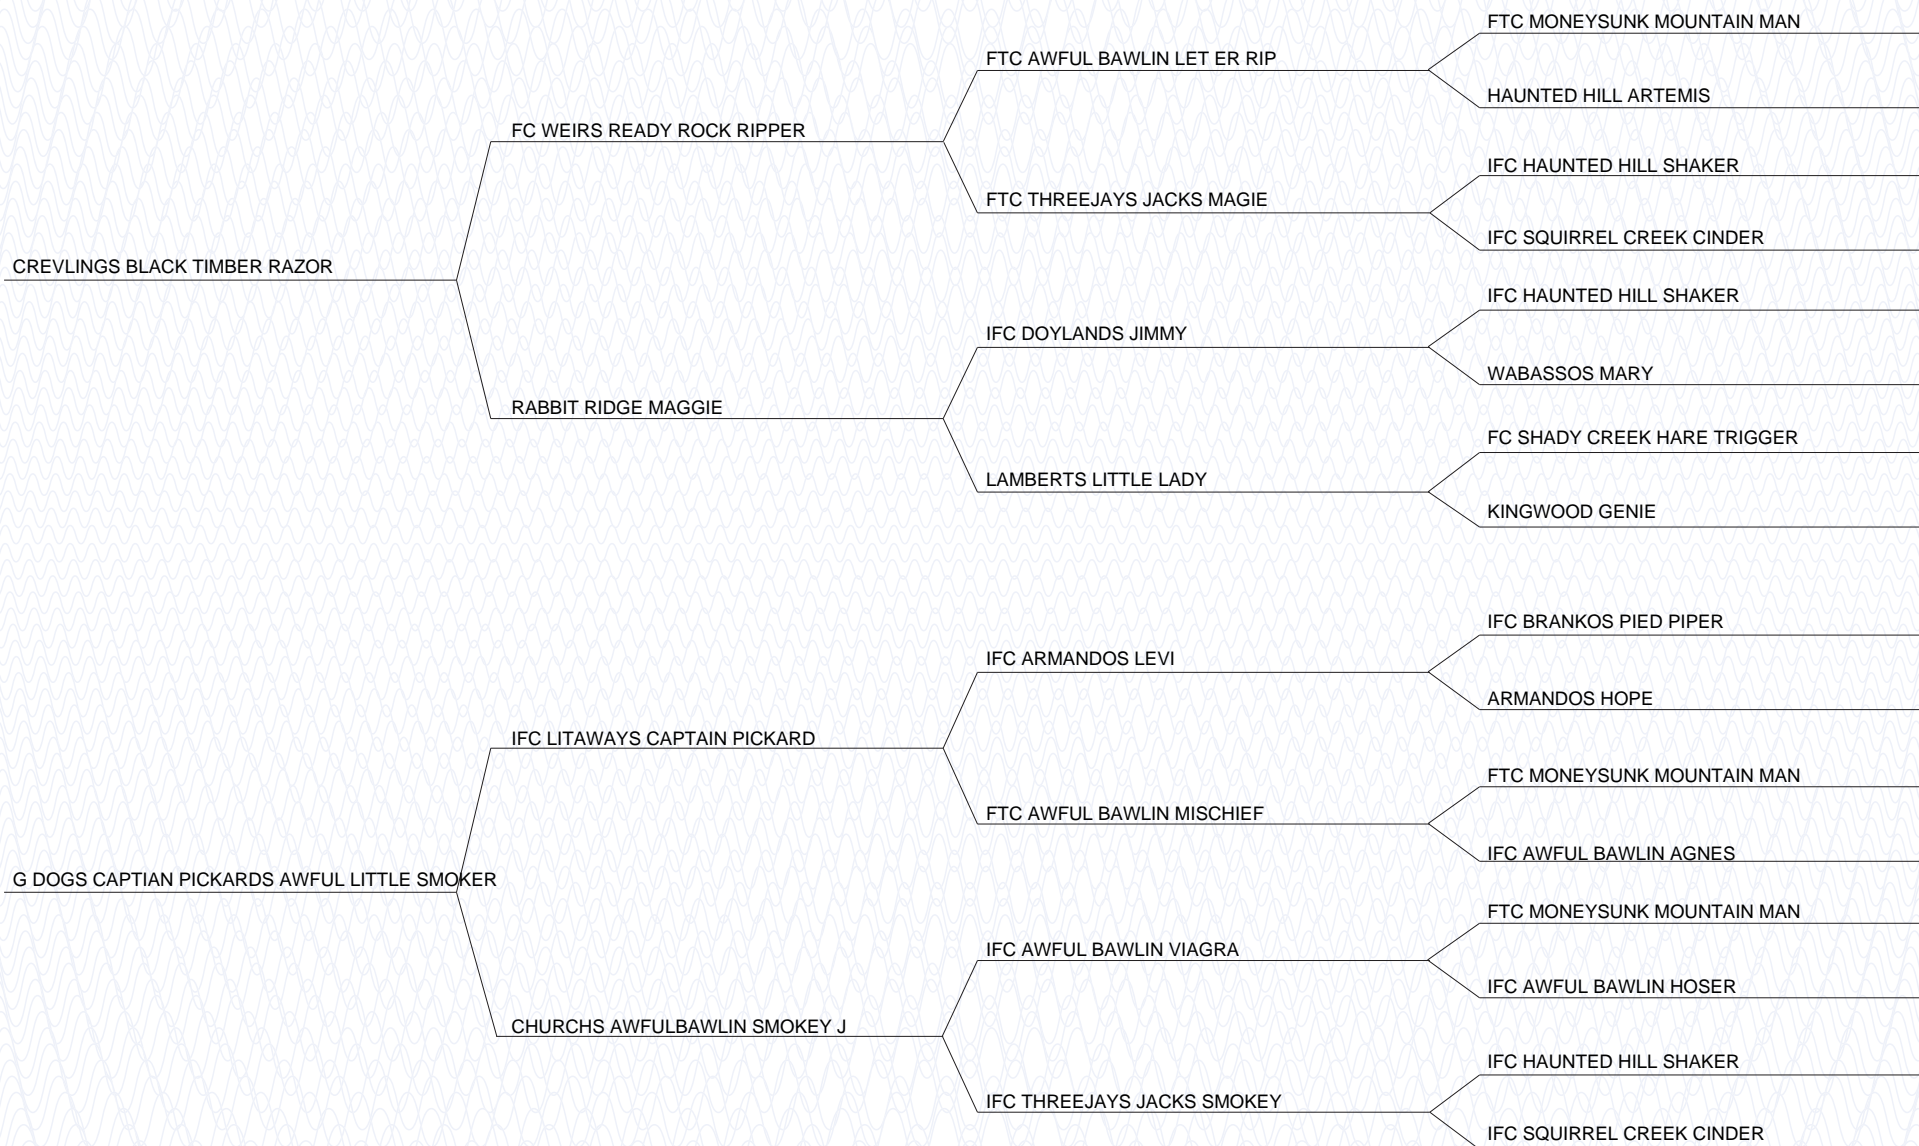 FTC MONEYSUNK MOUNTAIN MAN
FTC AWFUL BAWLIN LET ER RIP
HAUNTED HILL ARTEMIS
FC WEIRS READY ROCK RIPPER
IFC HAUNTED HILL SHAKER
FTC THREEJAYS JACKS MAGIE
IFC SQUIRREL CREEK CINDER
CREVLINGS BLACK TIMBER RAZOR
IFC HAUNTED HILL SHAKER
IFC DOYLANDS JIMMY
WABASSOS MARY
RABBIT RIDGE MAGGIE
FC SHADY CREEK HARE TRIGGER
LAMBERTS LITTLE LADY
KINGWOOD GENIE
IFC BRANKOS PIED PIPER
IFC ARMANDOS LEVI
ARMANDOS HOPE
IFC LITAWAYS CAPTAIN PICKARD
FTC MONEYSUNK MOUNTAIN MAN
FTC AWFUL BAWLIN MISCHIEF
IFC AWFUL BAWLIN AGNES
G DOGS CAPTIAN PICKARDS AWFUL LITTLE SMOKER
FTC MONEYSUNK MOUNTAIN MAN
IFC AWFUL BAWLIN VIAGRA
IFC AWFUL BAWLIN HOSER
CHURCHS AWFULBAWLIN SMOKEY J
IFC HAUNTED HILL SHAKER
IFC THREEJAYS JACKS SMOKEY
IFC SQUIRREL CREEK CINDER